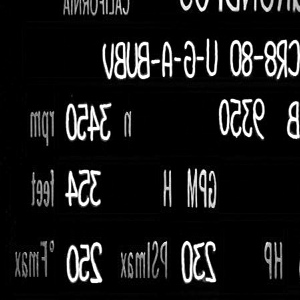 CALIFORNIA
CR8-80 U-G-A-BUBV
B 9350 n 3450 rpm
GPM H 354 feet
HP 230 PSImax 250 °Fmax